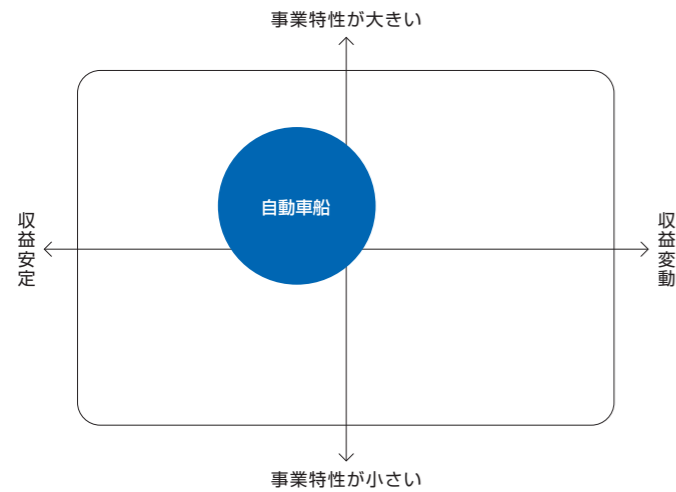 事業特性が大きい
自動車船
収益安定
収益変動
事業特性が小さい